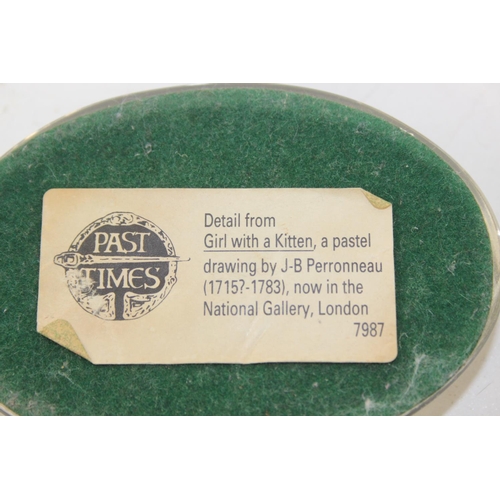 PAST
TIMES
Detail from
Girl with a Kitten, a pastel
drawing by J-B Perronneau
(1715?-1783), now in the
National Gallery, London
7987